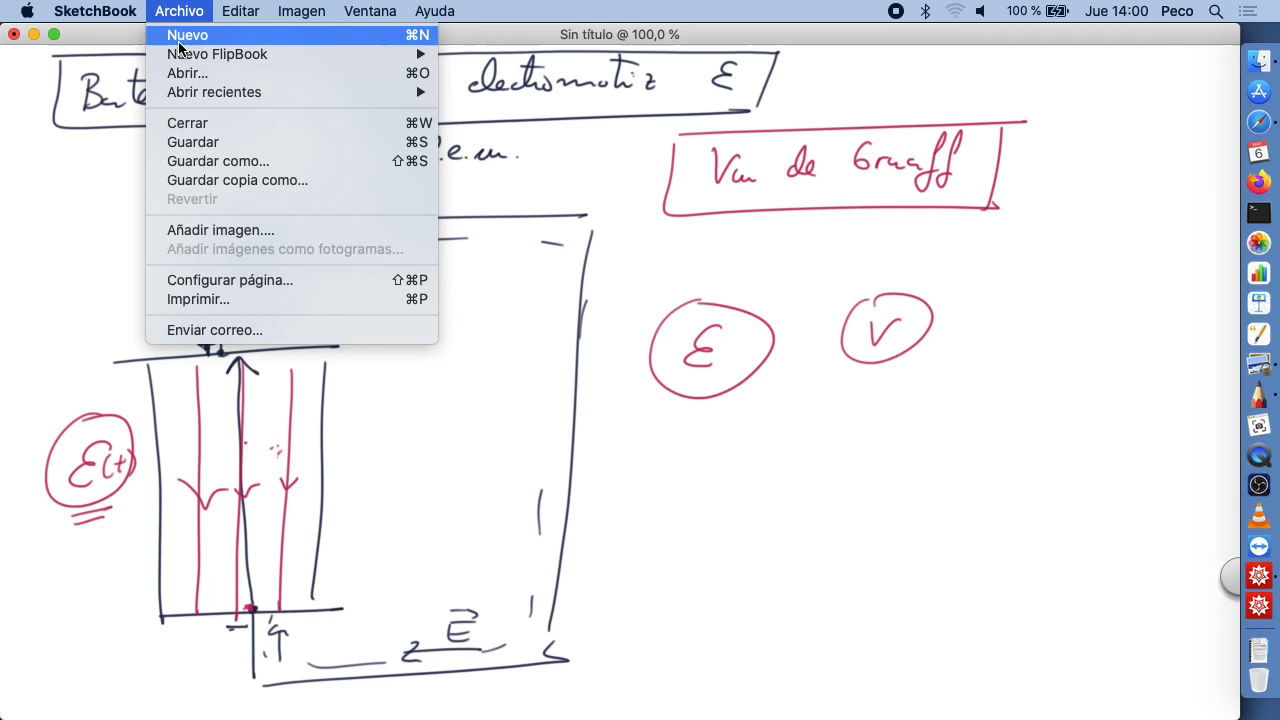 SketchBook Archivo Editar Imagen Ventana Ayuda 100 % Jue 14:00 Peco
Sin título @ 100,0 %
Nuevo ⌘N
Nuevo FlipBook
Abrir... ⌘O
Abrir recientes
Cerrar ⌘W
Guardar ⌘S
Guardar como... ⇧⌘S
Guardar copia como...
Revertir
Añadir imagen....
Añadir imágenes como fotogramas...
Configurar página... ⇧⌘P
Imprimir... ⌘P
Enviar correo...
Bate
electromotriz ε
.e.m.
Van de Graaff
ε
V
ε(+)
E
6